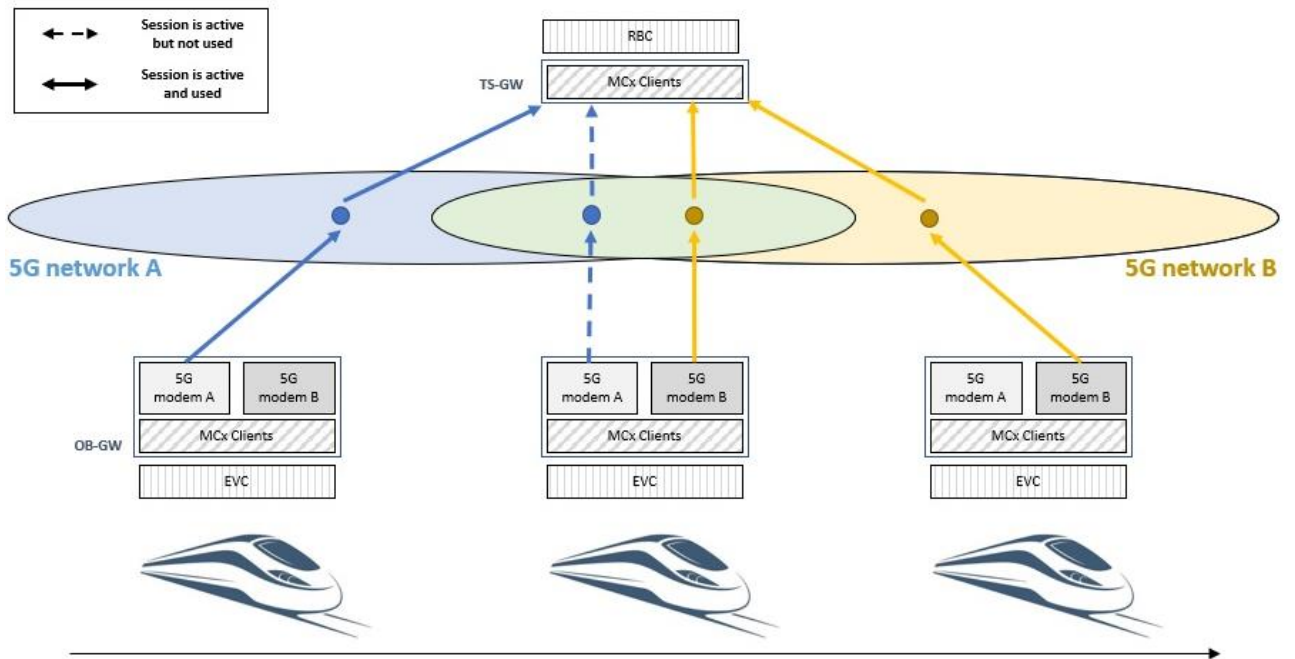 Session is active
but not used
Session is active
and used
RBC
TS-GW
MCx Clients
5G network A
5G network B
5G
modem A
5G
modem B
MCx Clients
OB-GW
EVC
5G
modem A
5G
modem B
MCx Clients
EVC
5G
modem A
5G
modem B
MCx Clients
EVC